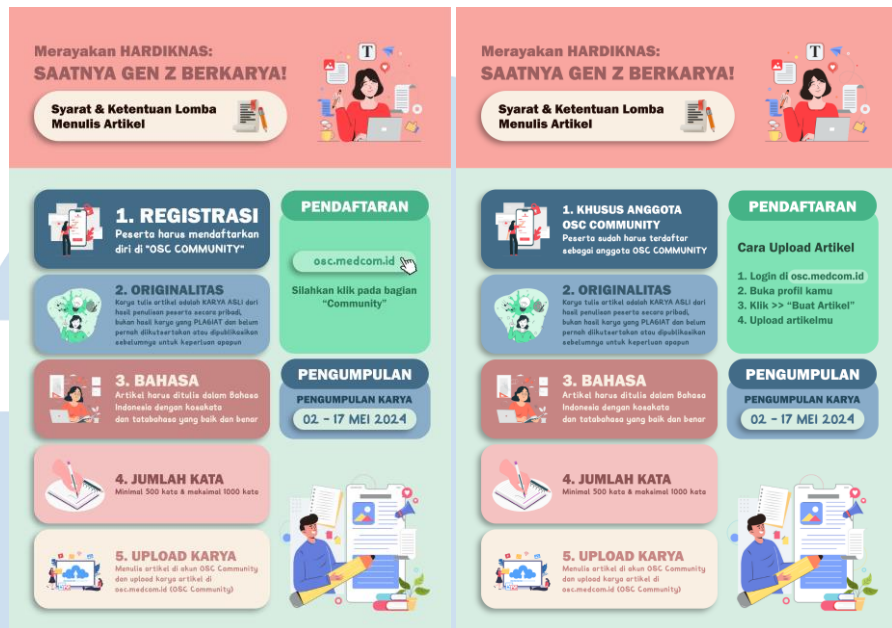 Merayakan HARDIKNAS:
SAATNYA GEN Z BERKARYA!
Syarat & Ketentuan Lomba
Menulis Artikel
T
1. REGISTRASI
Peserta harus mendaftarkan
diri di "OSC COMMUNITY"
2. ORIGINALITAS
Karya tulis artikel adalah KARYA ASLI dari
hasil penulisan peserta secara pribadi,
bukan hasil karya yang PLAGIAT dan belum
pernah diikutsertakan atau dipublikasikan
sebelumnya untuk keperluan apapun
3. BAHASA
Artikel harus ditulis dalam Bahasa
Indonesia dengan kosakata
dan tatabahasa yang baik dan benar
4. JUMLAH KATA
Minimal 500 kata & maksimal 1000 kata
5. UPLOAD KARYA
Menulis artikel di akun OSC Community
dan upload karya artikel di
osc.medcom.id (OSC Community)
PENDAFTARAN
osc.medcom.id
Silahkan klik pada bagian
"Community"
PENGUMPULAN
PENGUMPULAN KARYA
02 - 17 MEI 2024
Merayakan HARDIKNAS:
SAATNYA GEN Z BERKARYA!
Syarat & Ketentuan Lomba
Menulis Artikel
T
1. KHUSUS ANGGOTA
OSC COMMUNITY
Peserta sudah harus terdaftar
sebagai anggota OSC COMMUNITY
2. ORIGINALITAS
Karya tulis artikel adalah KARYA ASLI dari
hasil penulisan peserta secara pribadi,
bukan hasil karya yang PLAGIAT dan belum
pernah diikutsertakan atau dipublikasikan
sebelumnya untuk keperluan apapun
3. BAHASA
Artikel harus ditulis dalam Bahasa
Indonesia dengan kosakata
dan tatabahasa yang baik dan benar
4. JUMLAH KATA
Minimal 500 kata & maksimal 1000 kata
5. UPLOAD KARYA
Menulis artikel di akun OSC Community
dan upload karya artikel di
osc.medcom.id (OSC Community)
PENDAFTARAN
Cara Upload Artikel
1. Login di osc.medcom.id
2. Buka profil kamu
3. Klik >> "Buat Artikel"
4. Upload artikelmu
PENGUMPULAN
PENGUMPULAN KARYA
02 - 17 MEI 2024